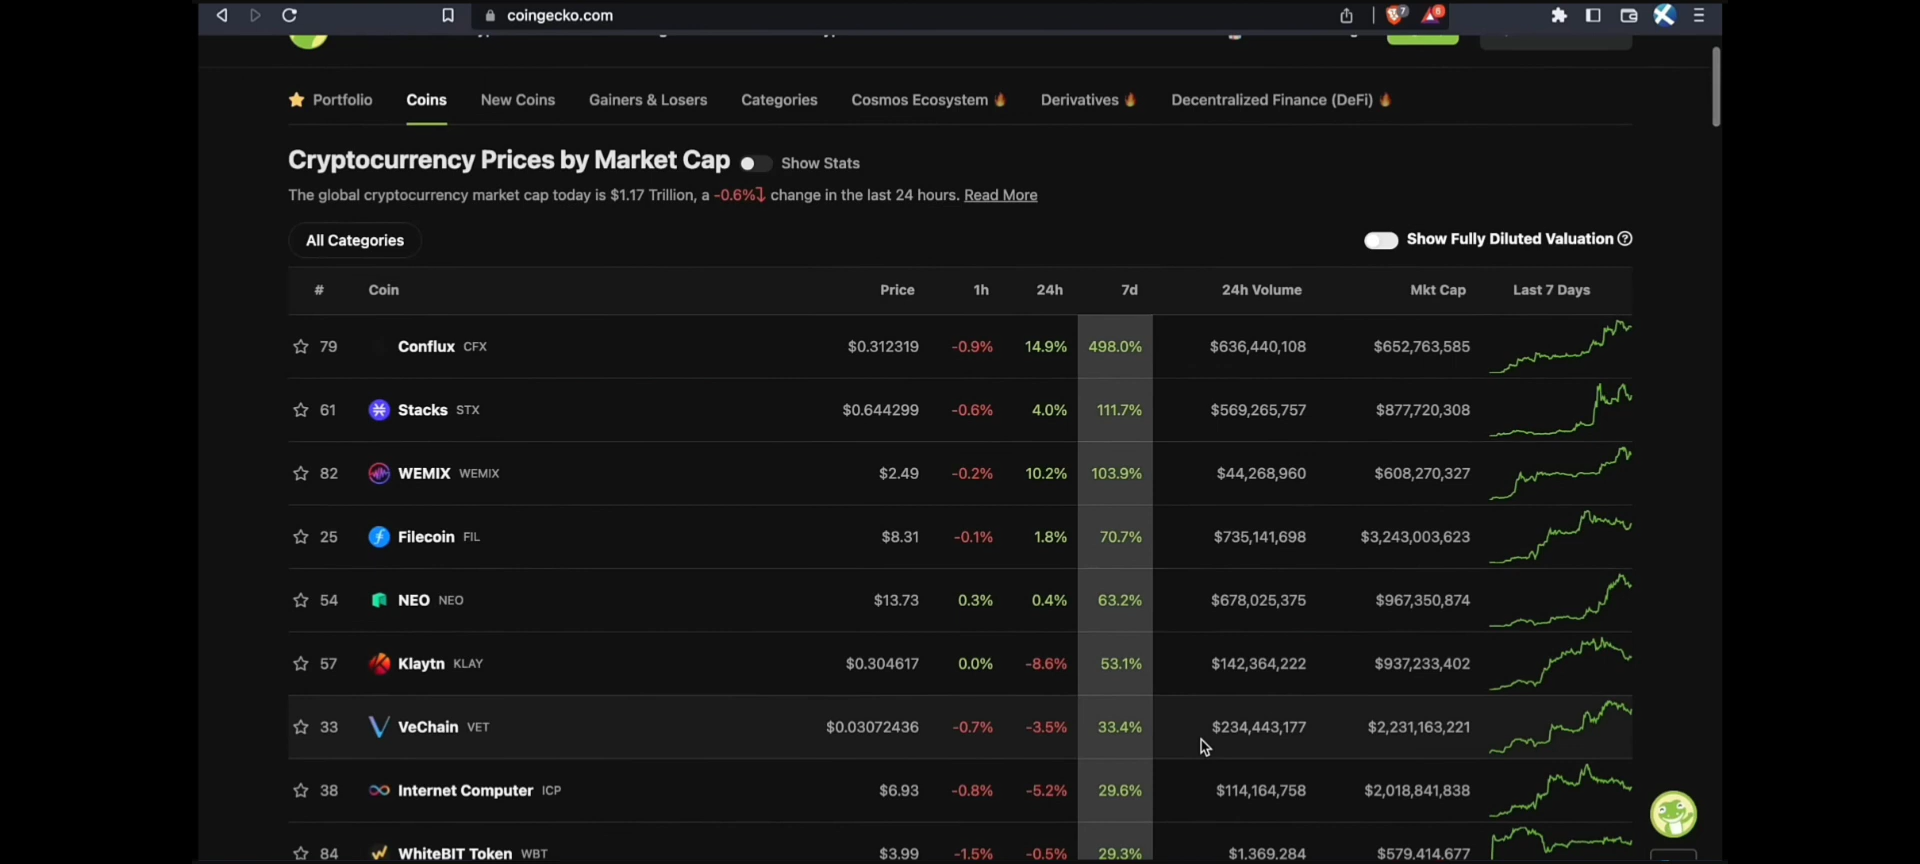 coingecko.com
7
6
Portfolio Coins New Coins Gainers & Losers Categories Cosmos Ecosystem Derivatives Decentralized Finance (DeFi)
Cryptocurrency Prices by Market Cap Show Stats
The global cryptocurrency market cap today is $1.17 Trillion, a -0.6% change in the last 24 hours. Read More
All Categories Show Fully Diluted Valuation
# Coin Price 1h 24h 7d 24h Volume Mkt Cap Last 7 Days
79 Conflux CFX $0.312319 -0.9% 14.9% 498.0% $636,440,108 $652,763,585
61 Stacks STX $0.644299 -0.6% 4.0% 111.7% $569,265,757 $877,720,308
82 WEMIX WEMIX $2.49 -0.2% 10.2% 103.9% $44,268,960 $608,270,327
25 Filecoin FIL $8.31 -0.1% 1.8% 70.7% $735,141,698 $3,243,003,623
54 NEO NEO $13.73 0.3% 0.4% 63.2% $678,025,375 $967,350,874
57 Klaytn KLAY $0.304617 0.0% -8.6% 53.1% $142,364,222 $937,233,402
33 VeChain VET $0.03072436 -0.7% -3.5% 33.4% $234,443,177 $2,231,163,221
38 Internet Computer ICP $6.93 -0.8% -5.2% 29.6% $114,164,758 $2,018,841,838
84 WhiteBIT Token WBT $3.99 -1.5% -0.5% 29.3% $1,369,284 $579,414,677